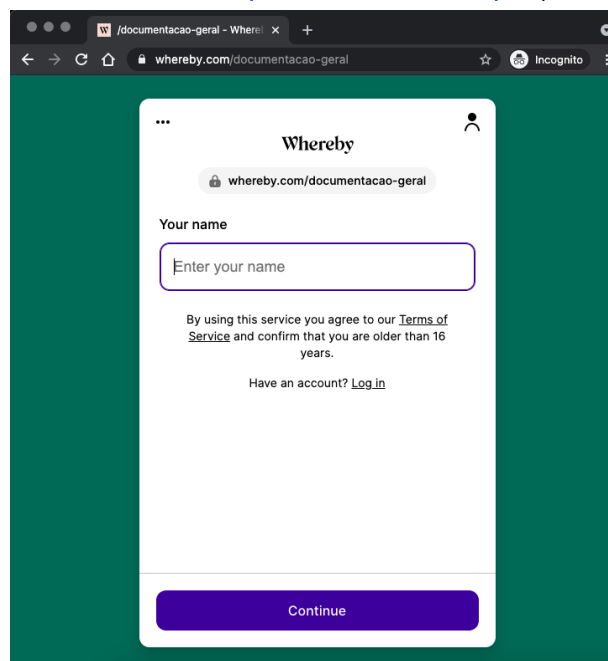 /documentacao-geral - Wherel
whereby.com/documentacao-geral
Incognito
Whereby
whereby.com/documentacao-geral
Your name
Enter your name
By using this service you agree to our Terms of
Service and confirm that you are older than 16
years.
Have an account? Log in
Continue